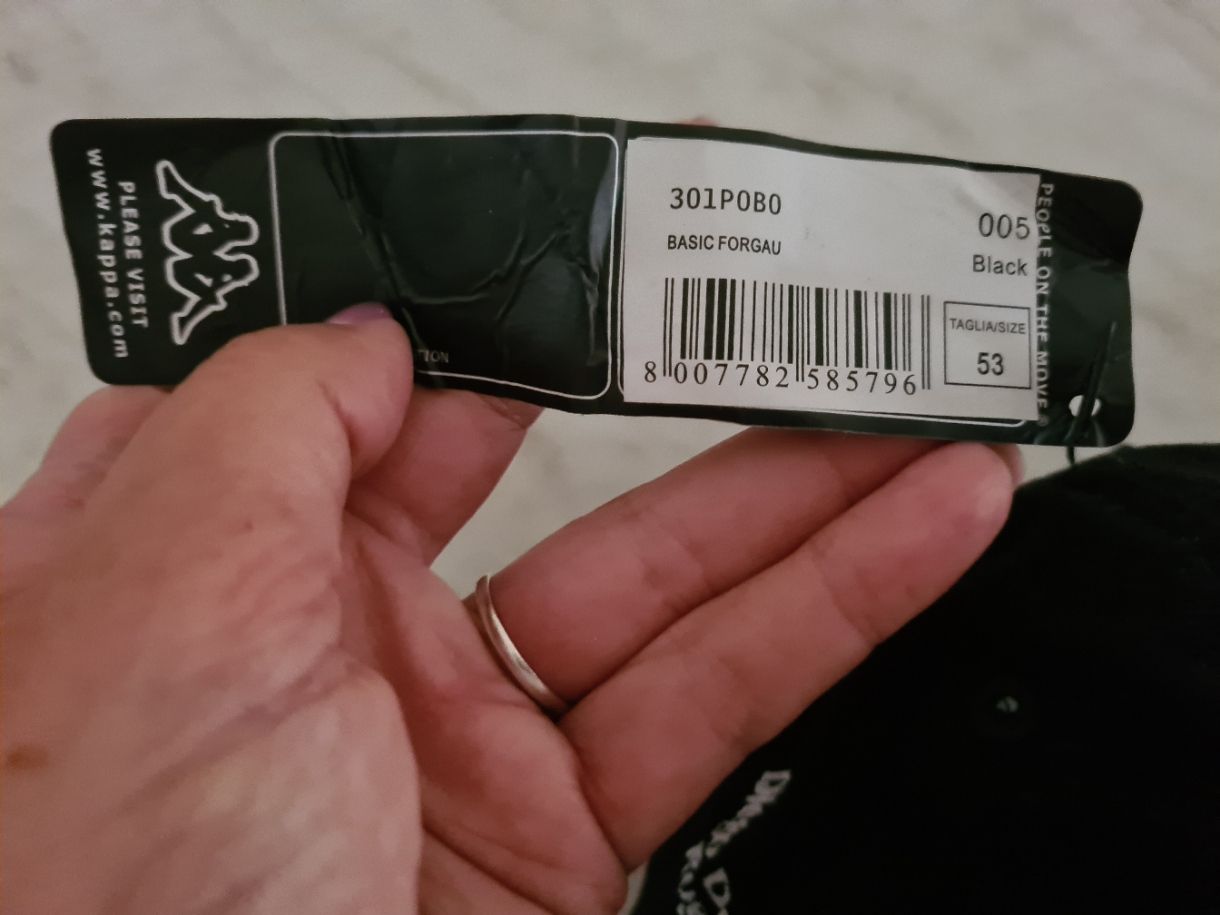 PLEASE VISIT
www.kappa.com
TION
301P0B0
BASIC FORGAU
005
Black
TAGLIA/SIZE
53
8 007782 585796
PEOPLE ON THE MOVE